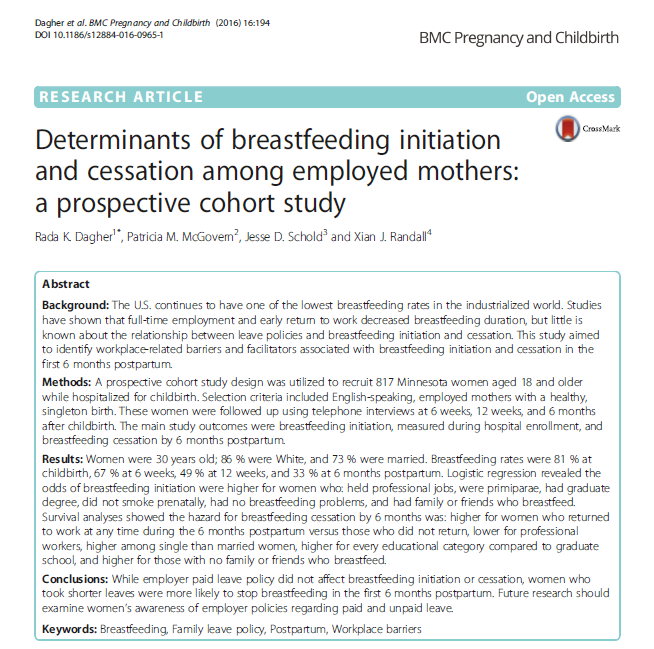 Dagher et al. BMC Pregnancy and Childbirth (2016) 16:194
DOI 10.1186/s12884-016-0965-1
BMC Pregnancy and Childbirth
RESEARCH ARTICLE
Open Access
Determinants of breastfeeding initiation
and cessation among employed mothers:
a prospective cohort study
CrossMark
Rada K. Dagher1*, Patricia M. McGovern2, Jesse D. Schold3 and Xian J. Randall4
Abstract
Background: The U.S. continues to have one of the lowest breastfeeding rates in the industrialized world. Studies
have shown that full-time employment and early return to work decreased breastfeeding duration, but little is
known about the relationship between leave policies and breastfeeding initiation and cessation. This study aimed
to identify workplace-related barriers and facilitators associated with breastfeeding initiation and cessation in the
first 6 months postpartum.
Methods: A prospective cohort study design was utilized to recruit 817 Minnesota women aged 18 and older
while hospitalized for childbirth. Selection criteria included English-speaking, employed mothers with a healthy,
singleton birth. These women were followed up using telephone interviews at 6 weeks, 12 weeks, and 6 months
after childbirth. The main study outcomes were breastfeeding initiation, measured during hospital enrollment, and
breastfeeding cessation by 6 months postpartum.
Results: Women were 30 years old; 86 % were White, and 73 % were married. Breastfeeding rates were 81 % at
childbirth, 67 % at 6 weeks, 49 % at 12 weeks, and 33 % at 6 months postpartum. Logistic regression revealed the
odds of breastfeeding initiation were higher for women who: held professional jobs, were primiparae, had graduate
degree, did not smoke prenatally, had no breastfeeding problems, and had family or friends who breastfeed.
Survival analyses showed the hazard for breastfeeding cessation by 6 months was: higher for women who returned
to work at any time during the 6 months postpartum versus those who did not return, lower for professional
workers, higher among single than married women, higher for every educational category compared to graduate
school, and higher for those with no family or friends who breastfeed.
Conclusions: While employer paid leave policy did not affect breastfeeding initiation or cessation, women who
took shorter leaves were more likely to stop breastfeeding in the first 6 months postpartum. Future research should
examine women's awareness of employer policies regarding paid and unpaid leave.
Keywords: Breastfeeding, Family leave policy, Postpartum, Workplace barriers